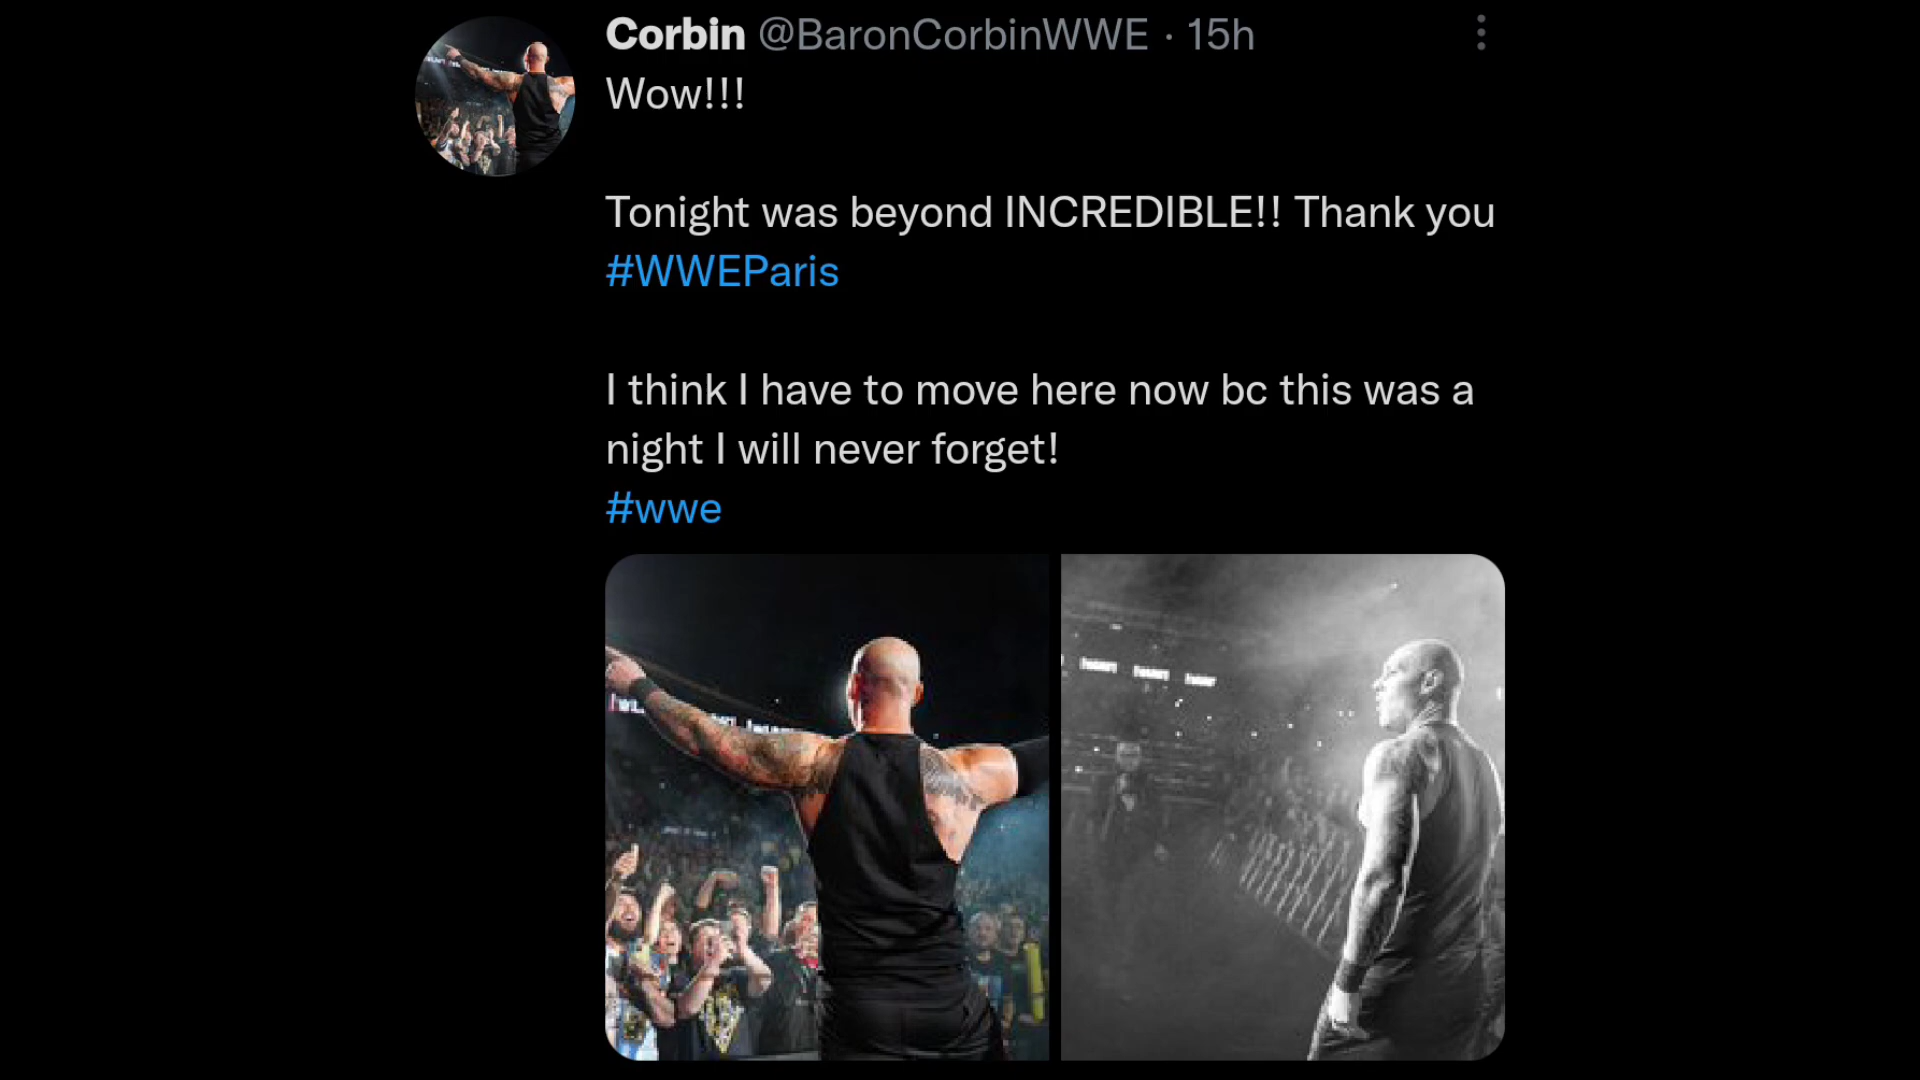 Corbin @BaronCorbinWWE · 15h
Wow!!!
Tonight was beyond INCREDIBLE!! Thank you
#WWEParis
I think I have to move here now bc this was a
night I will never forget!
#wwe